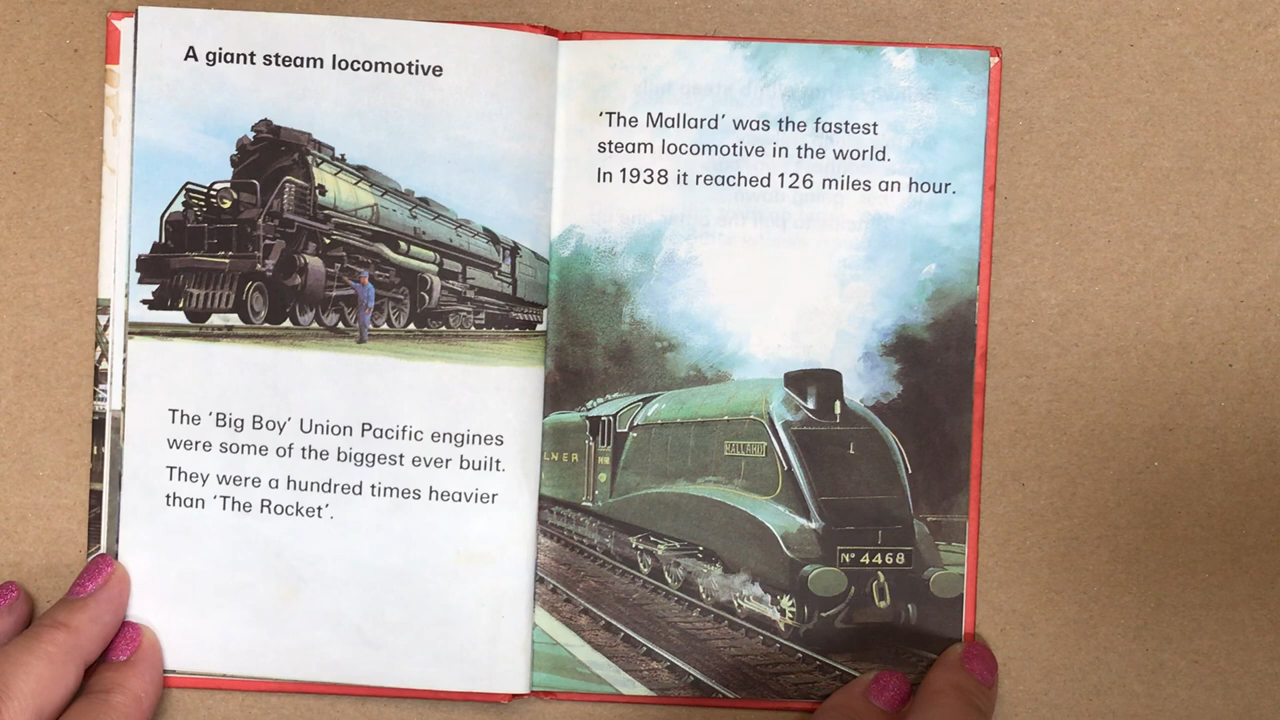 A giant steam locomotive
The ‘Big Boy’ Union Pacific engines
were some of the biggest ever built.
They were a hundred times heavier
than ‘The Rocket’.
‘The Mallard’ was the fastest
steam locomotive in the world.
In 1938 it reached 126 miles an hour.
MALLARD
LNER
Nº 4468